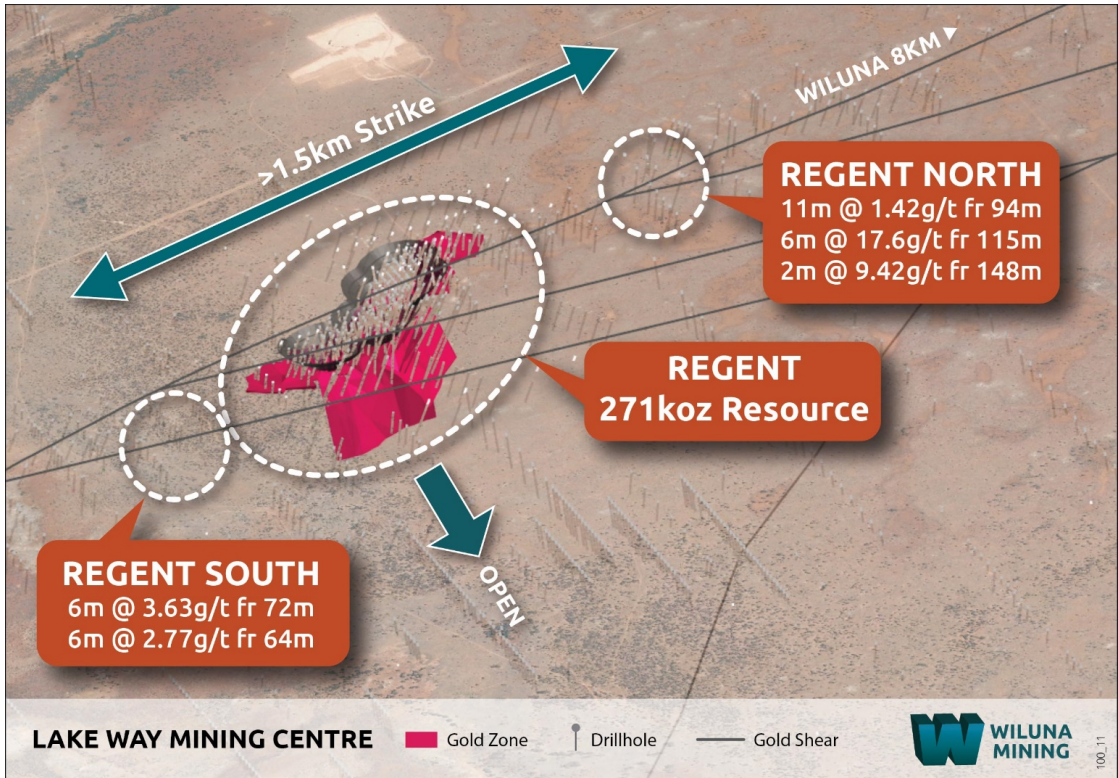 >1.5km Strike
WILUNA 8KM
REGENT NORTH
11m @ 1.42g/t fr 94m
6m @ 17.6g/t fr 115m
2m @ 9.42g/t fr 148m
REGENT
271koz Resource
REGENT SOUTH
6m @ 3.63g/t fr 72m
6m @ 2.77g/t fr 64m
OPEN
LAKE WAY MINING CENTRE
Gold Zone
Drillhole
Gold Shear
WILUNA
MINING
100_11